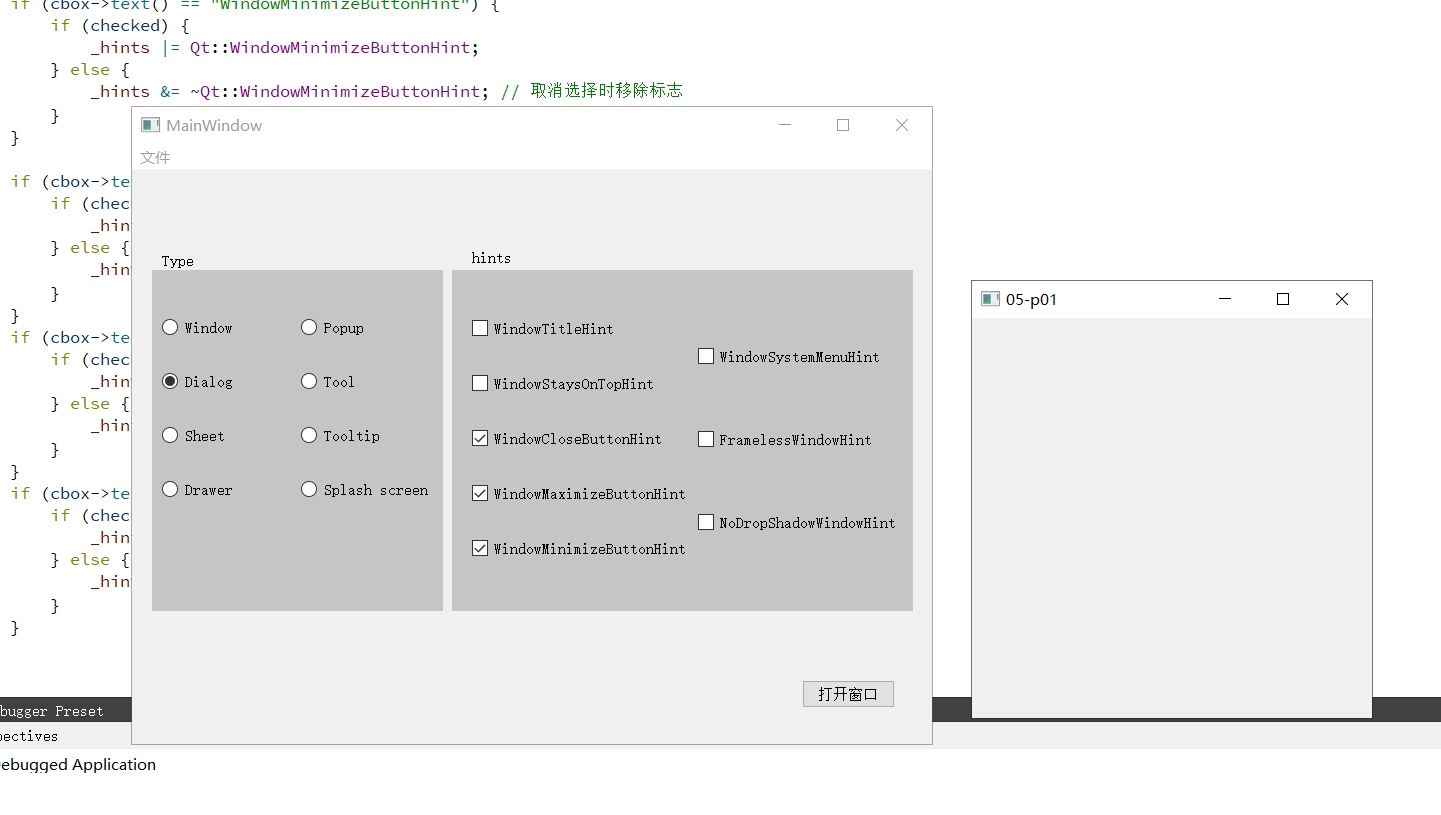 if (cbox->text() == "WindowMinimizeButtonHint") {
if (checked) {
_hints |= Qt::WindowMinimizeButtonHint;
} else {
_hints &= ~Qt::WindowMinimizeButtonHint; // 取消选择时移除标志
}
}
if (cbox->te
if (chec
_hin
} else {
_hin
}
}
if (cbox->te
if (chec
_hin
} else {
_hin
}
}
if (cbox->te
if (chec
_hin
} else {
_hin
}
}
MainWindow
文件
Type
Window
Popup
Dialog
Tool
Sheet
Tooltip
Drawer
Splash screen
hints
WindowTitleHint
WindowSystemMenuHint
WindowStaysOnTopHint
WindowCloseButtonHint
FramelessWindowHint
WindowMaximizeButtonHint
NoDropShadowWindowHint
WindowMinimizeButtonHint
打开窗口
05-p01
bugger Preset
pectives
ebugged Application